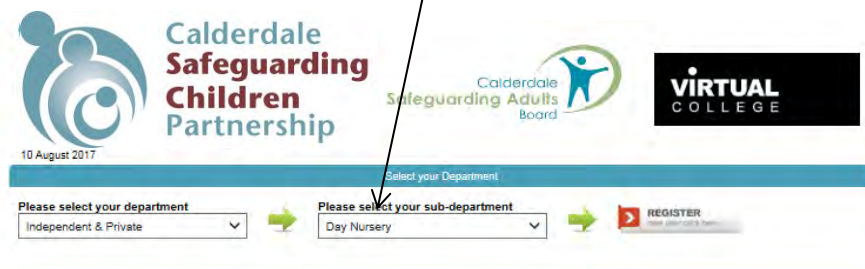 Calderdale
Safeguarding
Children
Partnership
Calderdale
Safeguarding Adults
Board
VIRTUAL
COLLEGE
10 August 2017
Select your Department
Please select your department
Please select your sub-department
Independent & Private
Day Nursery
REGISTER